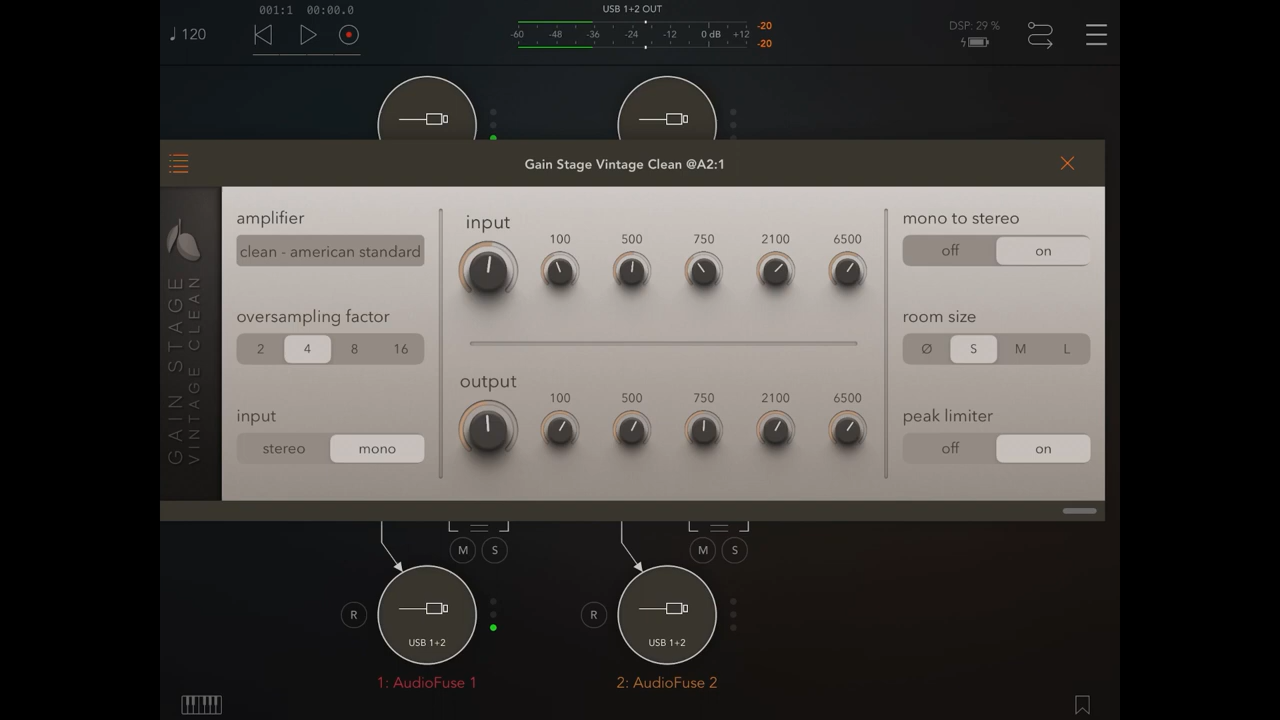 001:1 00:00.0
USB 1+2 OUT
♩ 120
-60 -48 -36 -24 -12 0 dB +12
-20
-20
DSP: 29 %
Gain Stage Vintage Clean @A2:1
GAIN STAGE
VINTAGE CLEAN
amplifier
clean - american standard
oversampling factor
2 4 8 16
input
stereo mono
input
100 500 750 2100 6500
output
100 500 750 2100 6500
mono to stereo
off on
room size
Ø S M L
peak limiter
off on
M S M S
R R
USB 1+2 USB 1+2
1: AudioFuse 1 2: AudioFuse 2